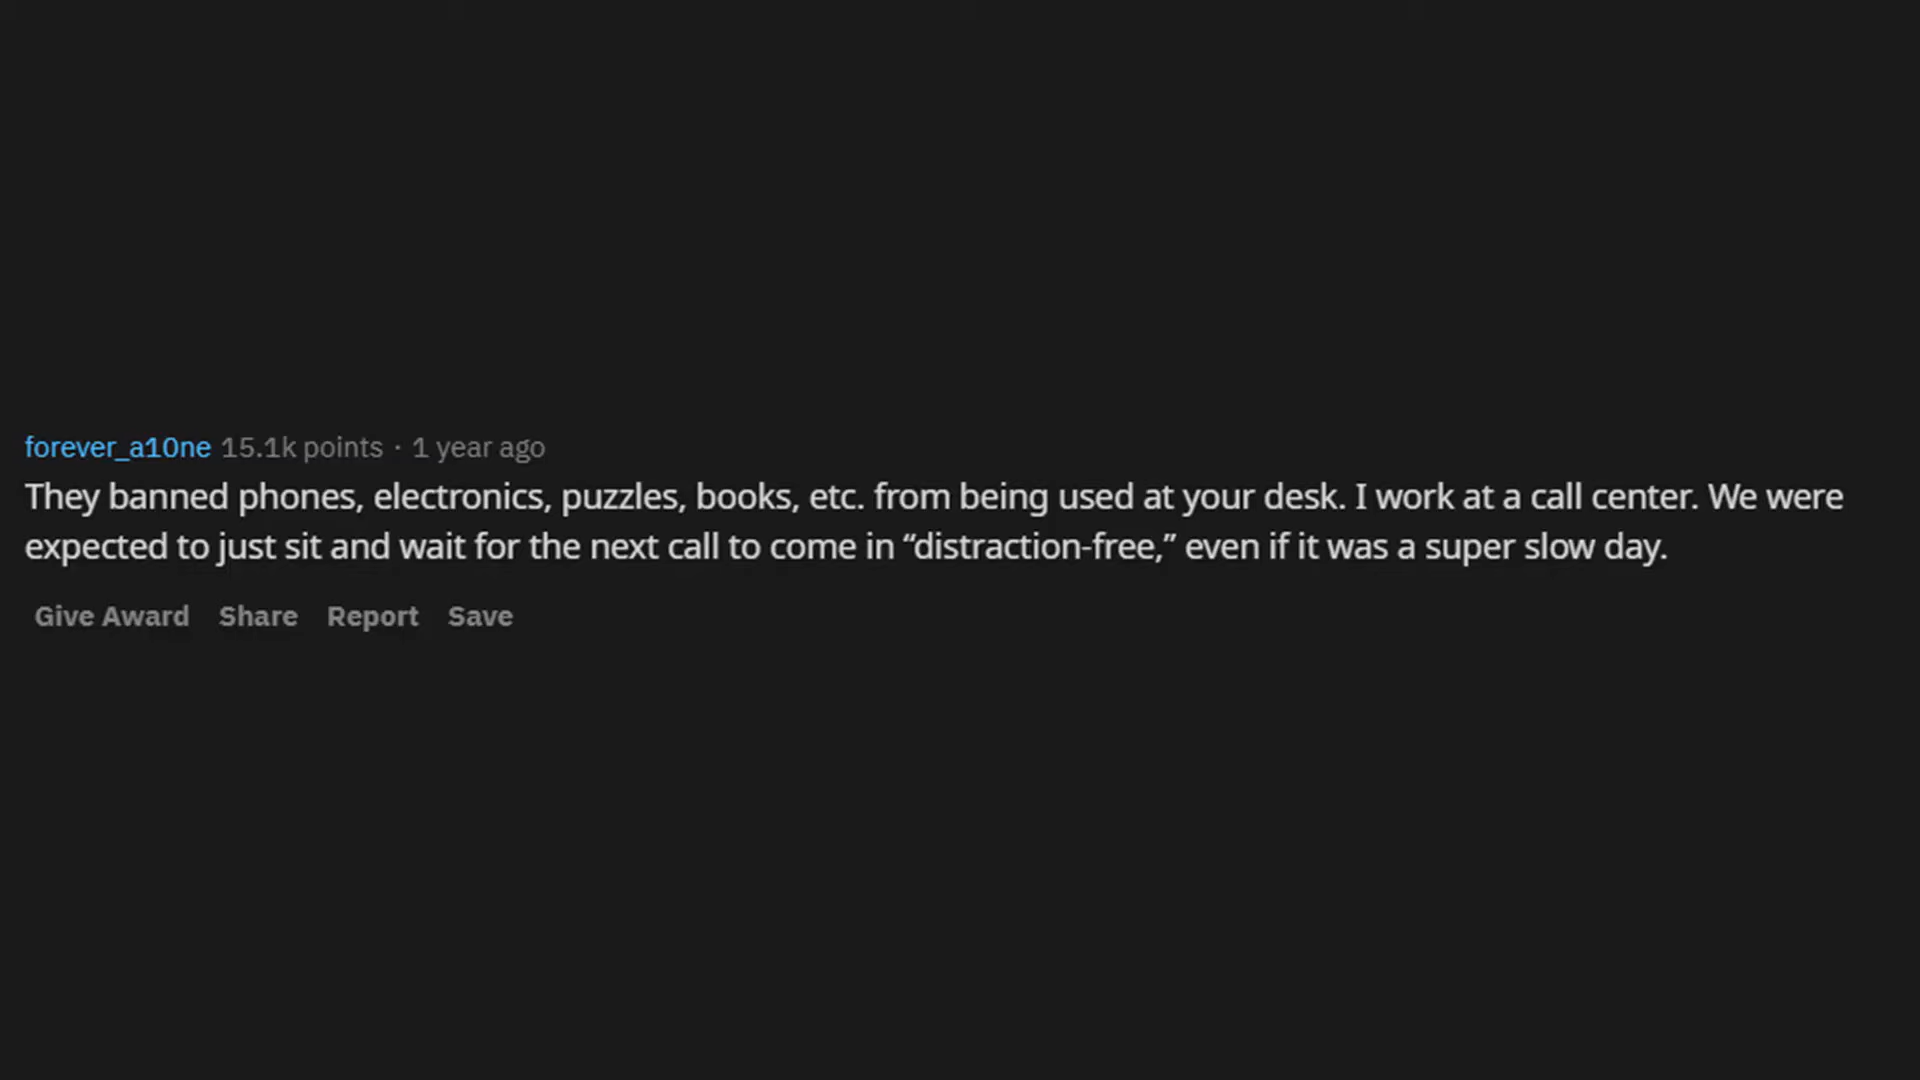 forever_a10ne 15.1k points · 1 year ago
They banned phones, electronics, puzzles, books, etc. from being used at your desk. I work at a call center. We were
expected to just sit and wait for the next call to come in “distraction-free,” even if it was a super slow day.
Give Award Share Report Save